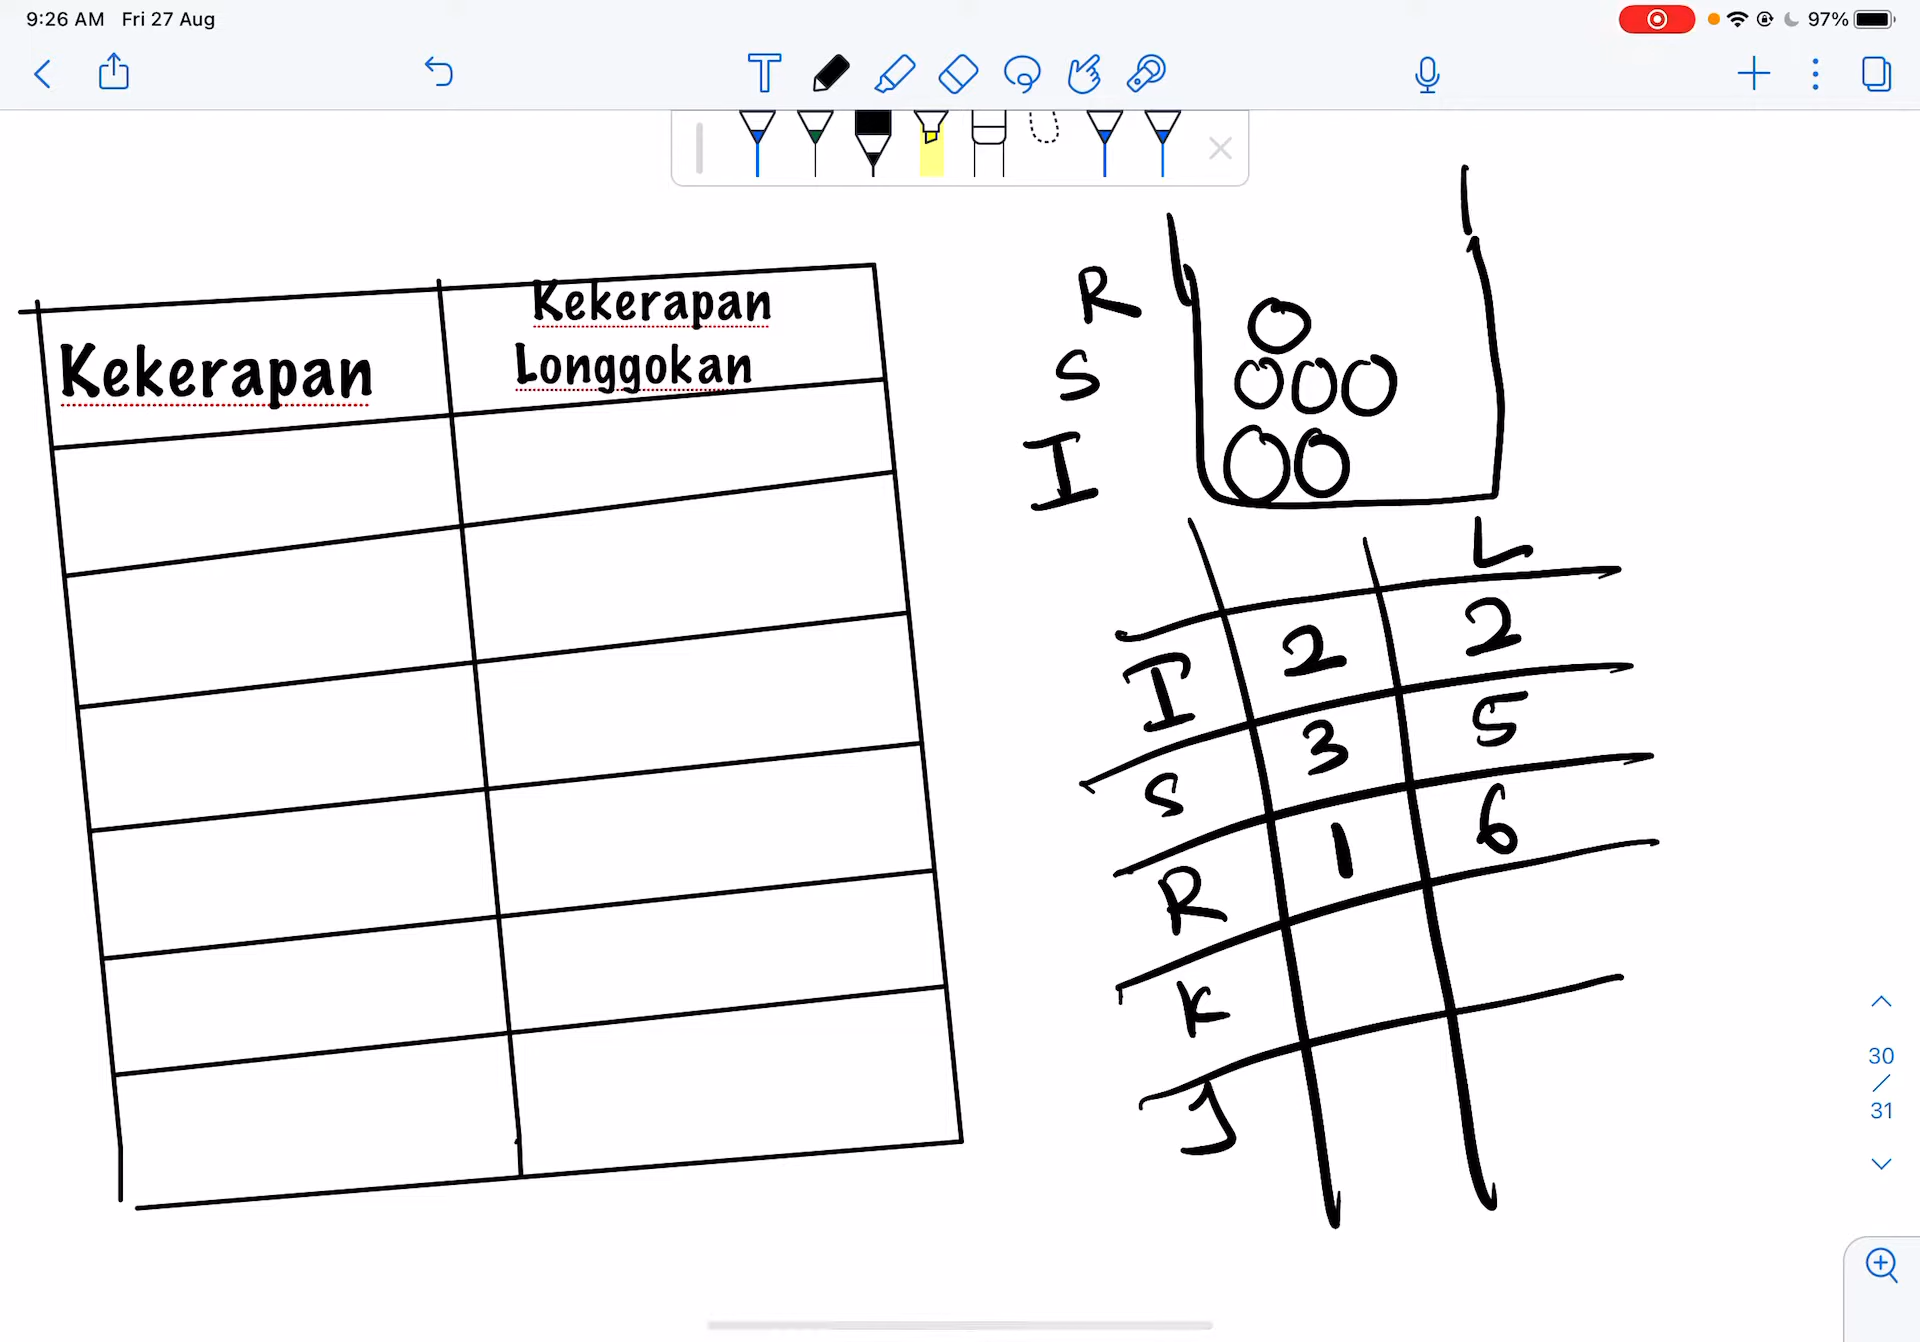 9:26 AM Fri 27 Aug
97%
T
Kekerapan
Kekerapan
Longgokan
R
S
I
L
I 2 2
S 3 5
R 1 6
K
J
30
/
31